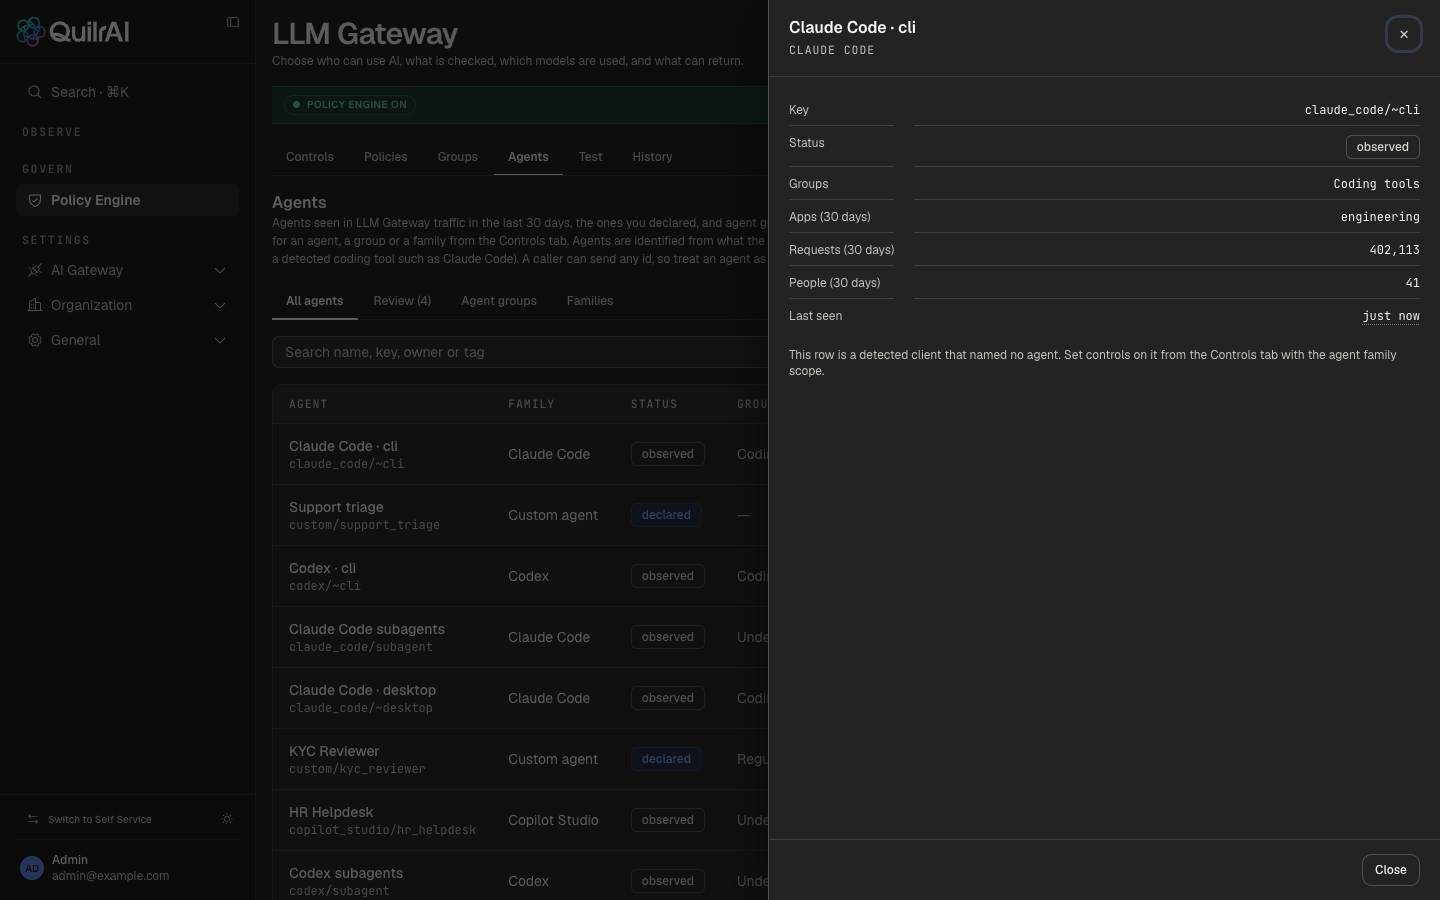 QuilrAI
Search · ⌘K
OBSERVE
GOVERN
Policy Engine
SETTINGS
AI Gateway
Organization
General
Switch to Self Service
AD
Admin
admin@example.com
LLM Gateway
Choose who can use AI, what is checked, which models are used, and what can return.
POLICY ENGINE ON
Controls Policies Groups Agents Test History
Agents
Agents seen in LLM Gateway traffic in the last 30 days, the ones you declared, and agent g
for an agent, a group or a family from the Controls tab. Agents are identified from what the
a detected coding tool such as Claude Code). A caller can send any id, so treat an agent as
All agents Review (4) Agent groups Families
Search name, key, owner or tag
AGENT FAMILY STATUS GROU
Claude Code · cli
claude_code/~cli
Claude Code observed Codi
Support triage
custom/support_triage
Custom agent declared —
Codex · cli
codex/~cli
Codex observed Codi
Claude Code subagents
claude_code/subagent
Claude Code observed Unde
Claude Code · desktop
claude_code/~desktop
Claude Code observed Codi
KYC Reviewer
custom/kyc_reviewer
Custom agent declared Regu
HR Helpdesk
copilot_studio/hr_helpdesk
Copilot Studio observed Unde
Codex subagents
codex/subagent
Codex observed Unde
Claude Code · cli
CLAUDE CODE
×
Key claude_code/~cli
Status observed
Groups Coding tools
Apps (30 days) engineering
Requests (30 days) 402,113
People (30 days) 41
Last seen just now
This row is a detected client that named no agent. Set controls on it from the Controls tab with the agent family
scope.
Close